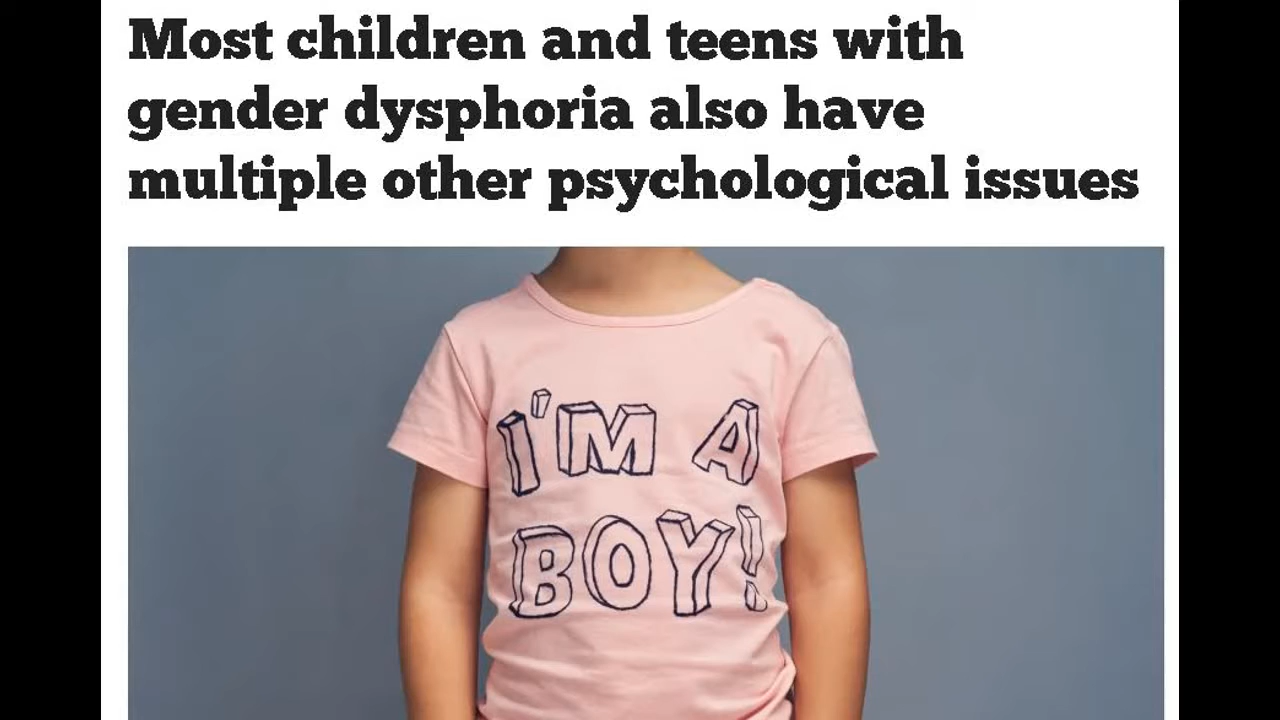 Most children and teens with
gender dysphoria also have
multiple other psychological issues
I'M A
BOY!